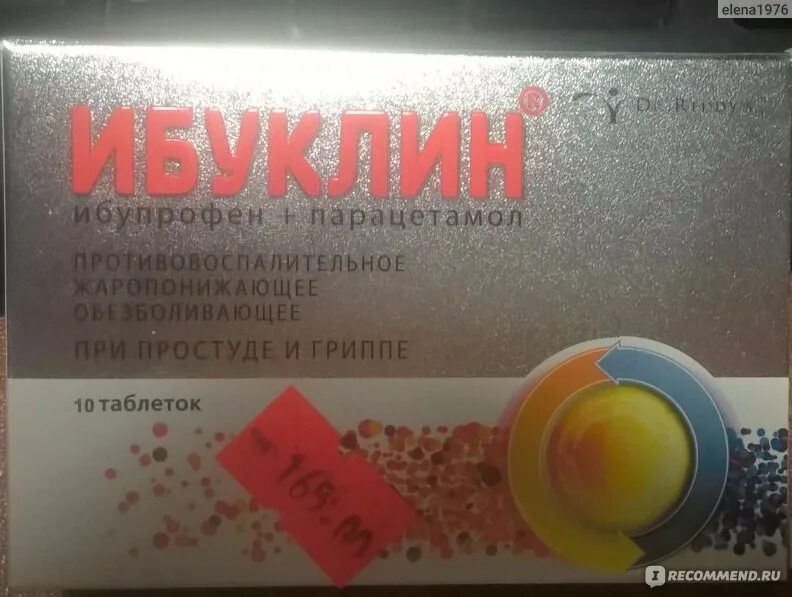 elena1976
ИБУКЛИН®
Dr. Reddy's
ибупрофен + парацетамол
ПРОТИВОВОСПАЛИТЕЛЬНОЕ
ЖАРОПОНИЖАЮЩЕЕ
ОБЕЗБОЛИВАЮЩЕЕ
ПРИ ПРОСТУДЕ И ГРИППЕ
10 таблеток
169
IRECOMMEND.RU